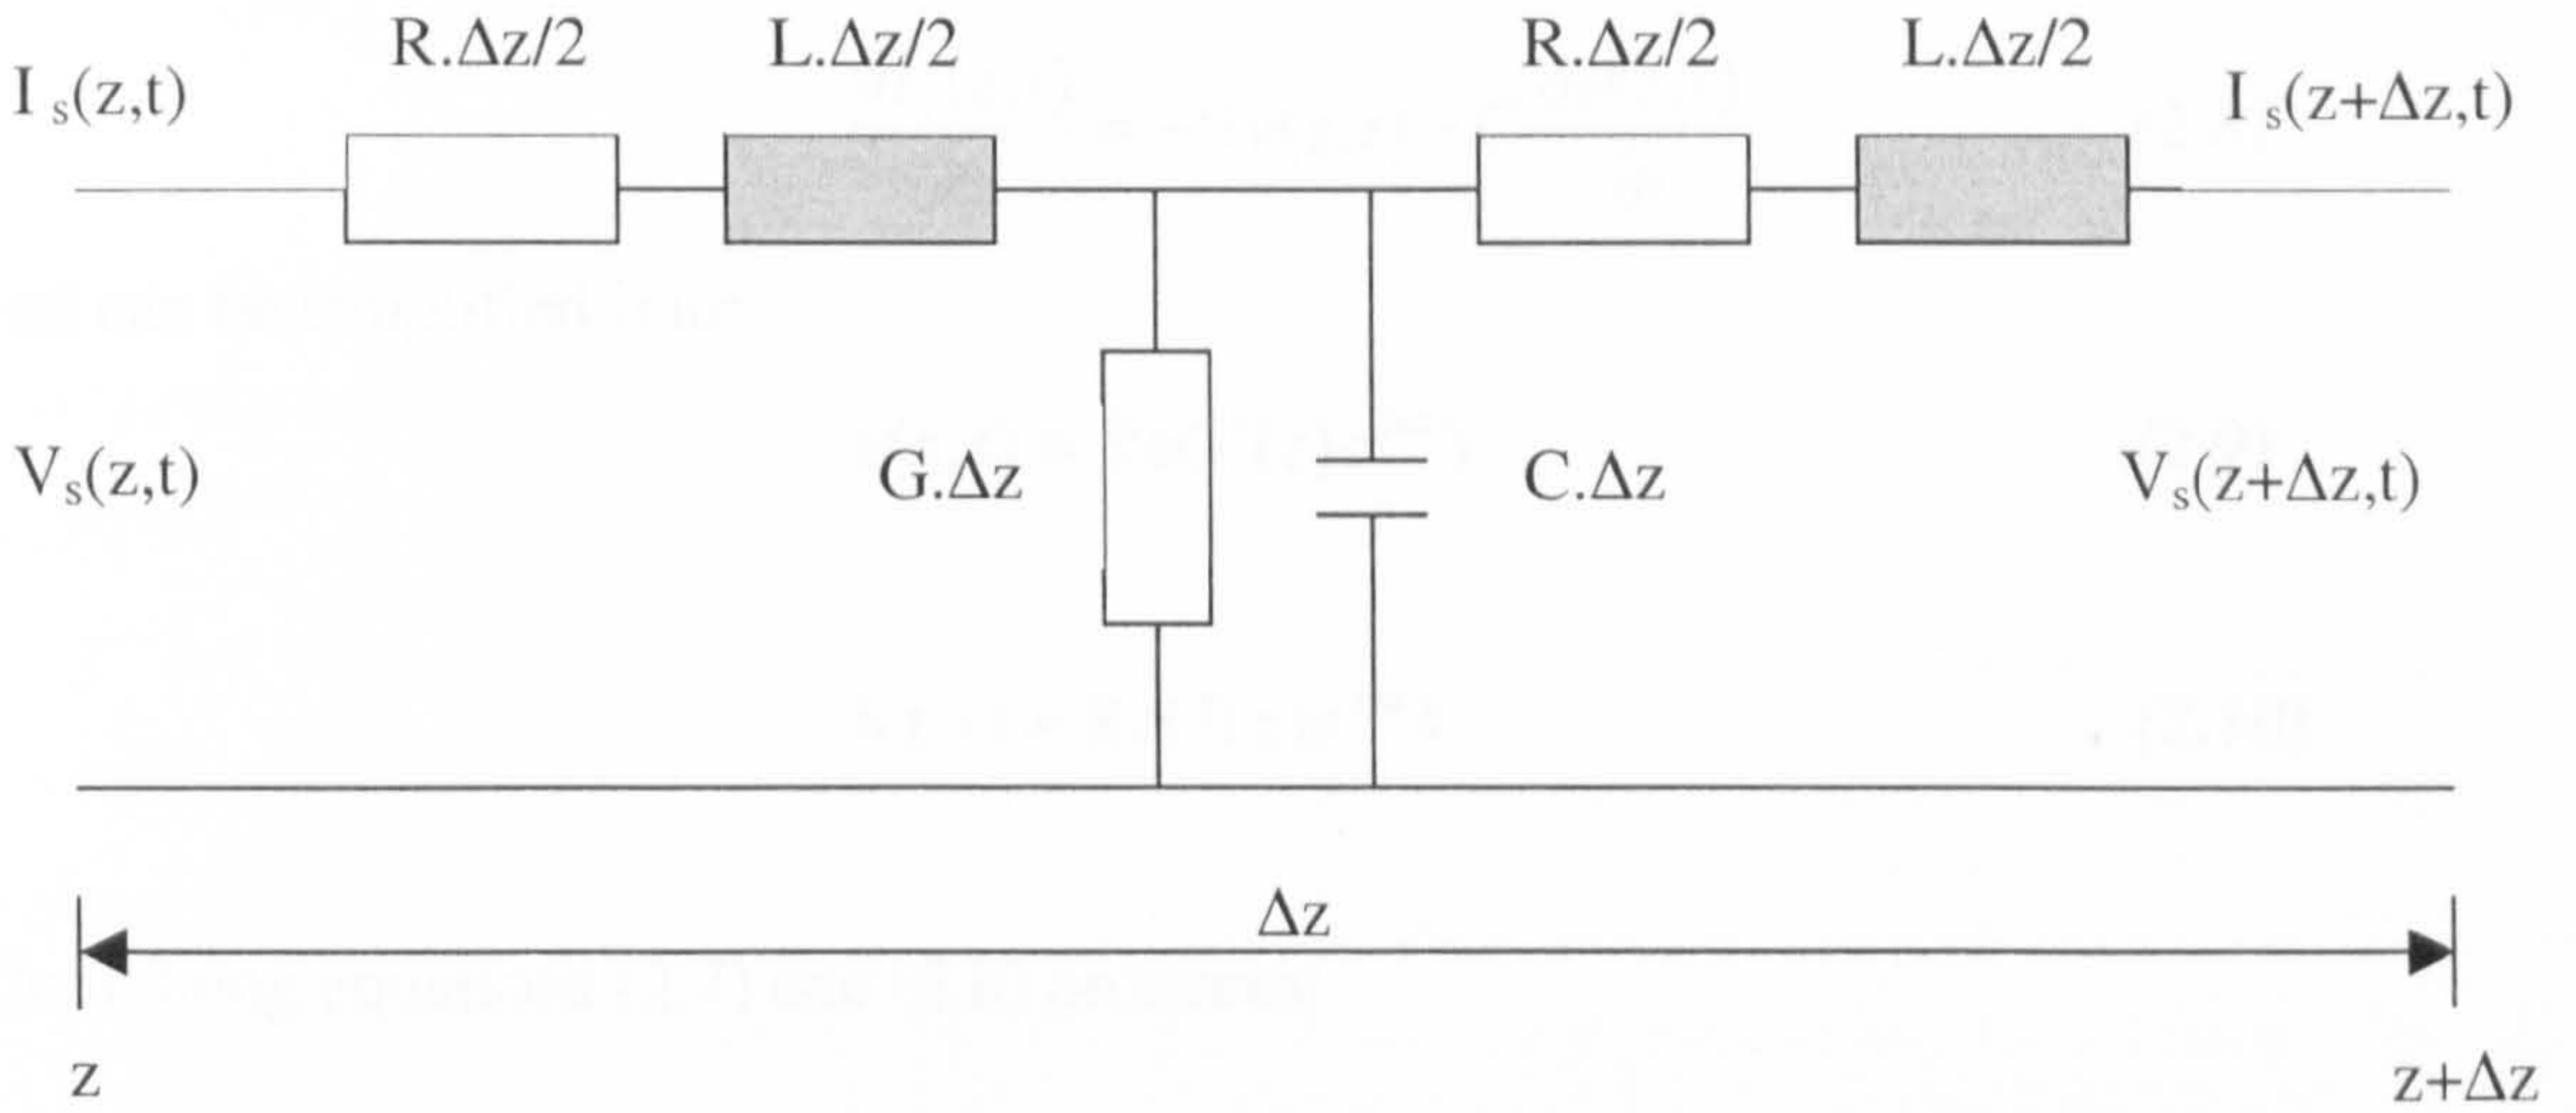 R.Δz/2 L.Δz/2 R.Δz/2 L.Δz/2
I s(z,t) I s(z+Δz,t)
Vs(z,t) G.Δz C.Δz Vs(z+Δz,t)
Δz
z z+Δz